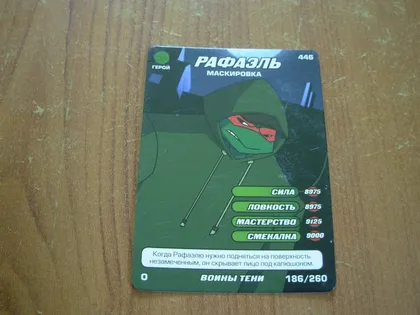 РАФАЭЛЬ 446
ГЕРОЙ МАСКИРОВКА
СИЛА 8975
ЛОВКОСТЬ 8975
МАСТЕРСТВО 9125
СМЕКАЛКА 9000
Когда Рафаэлю нужно подняться на поверхность
незамеченным, он скрывает лицо под капюшоном.
0 ВОИНЫ ТЕНИ 186/260